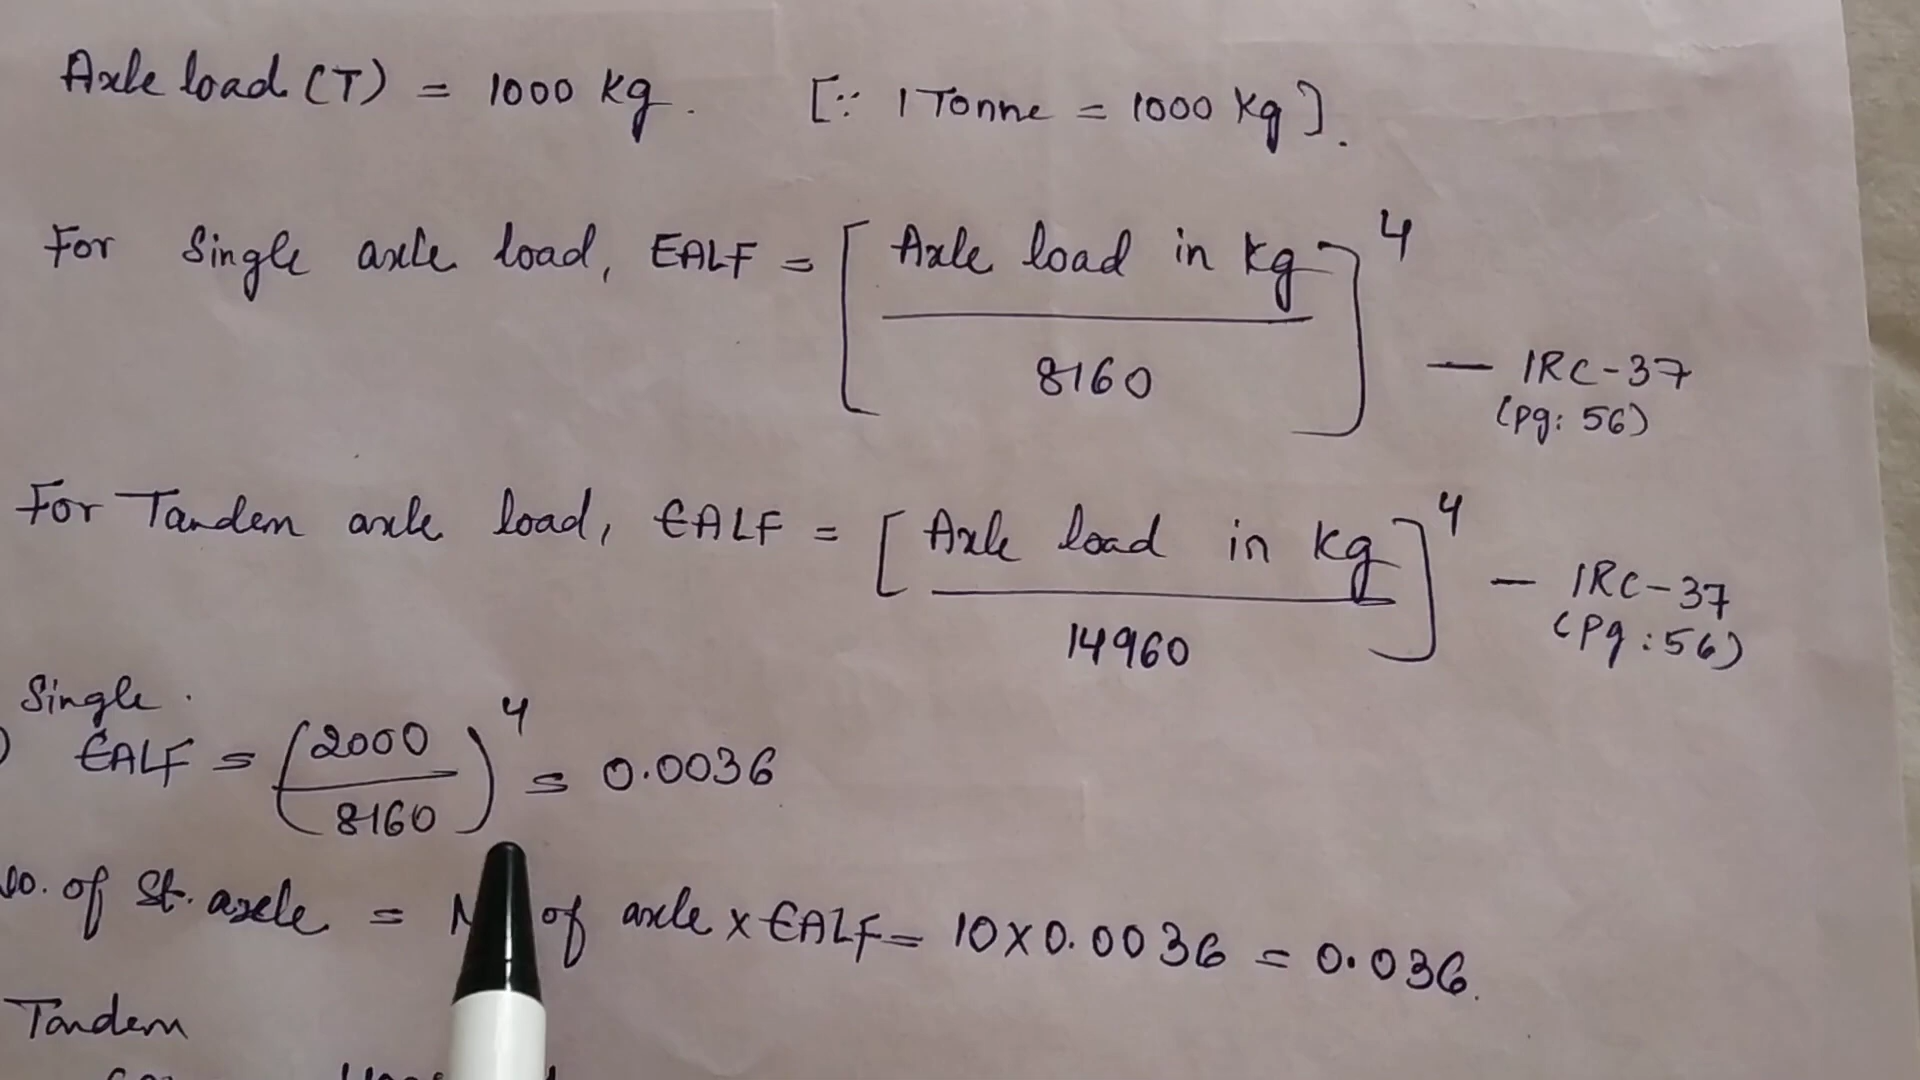 Axle load (T) = 1000 kg. [∵ 1 Tonne = 1000 kg].
For Single axle load, EALF = [Axle load in kg / 8160]^4 — IRC-37
(pg: 56)
For Tandem axle load, EALF = [Axle load in kg / 14960]^4 — IRC-37
(pg: 56)
Single.
) EALF = (2000 / 8160)^4 = 0.0036
of St. axle = of axle x EALF = 10 x 0.0036 = 0.036.
Tandem